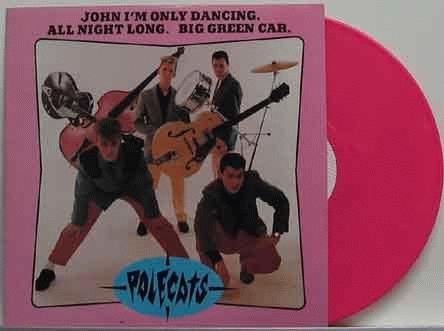 JOHN I'M ONLY DANCING.
ALL NIGHT LONG. BIG GREEN CAR.
POLECATS